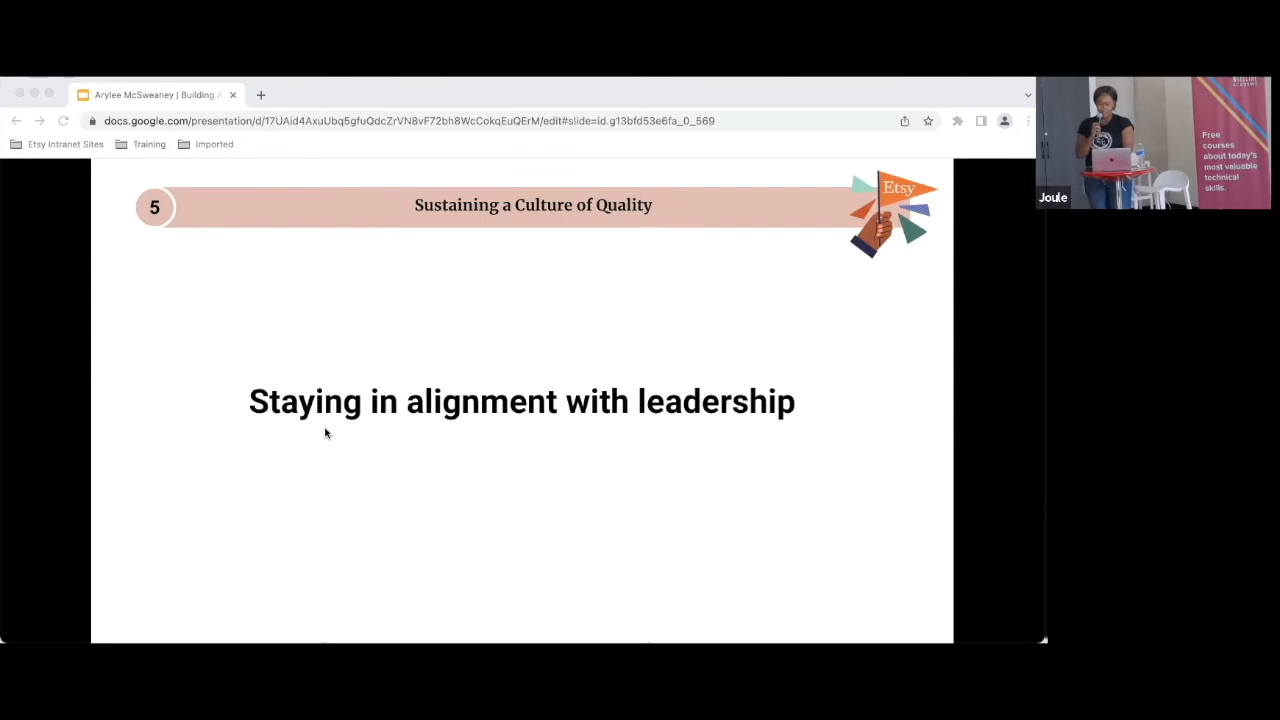 Arylee McSweaney | Building A
docs.google.com/presentation/d/17UAid4AxuUbq5gfuQdcZrVN8vF72bh8WcCokqEuQErM/edit#slide=id.g13bfd53e6fa_0_569
Etsy Intranet Sites
Training
Imported
5
Sustaining a Culture of Quality
Etsy
Staying in alignment with leadership
Joule
ACADEMY
Free
courses
about today's
most valuable
technical
skills.